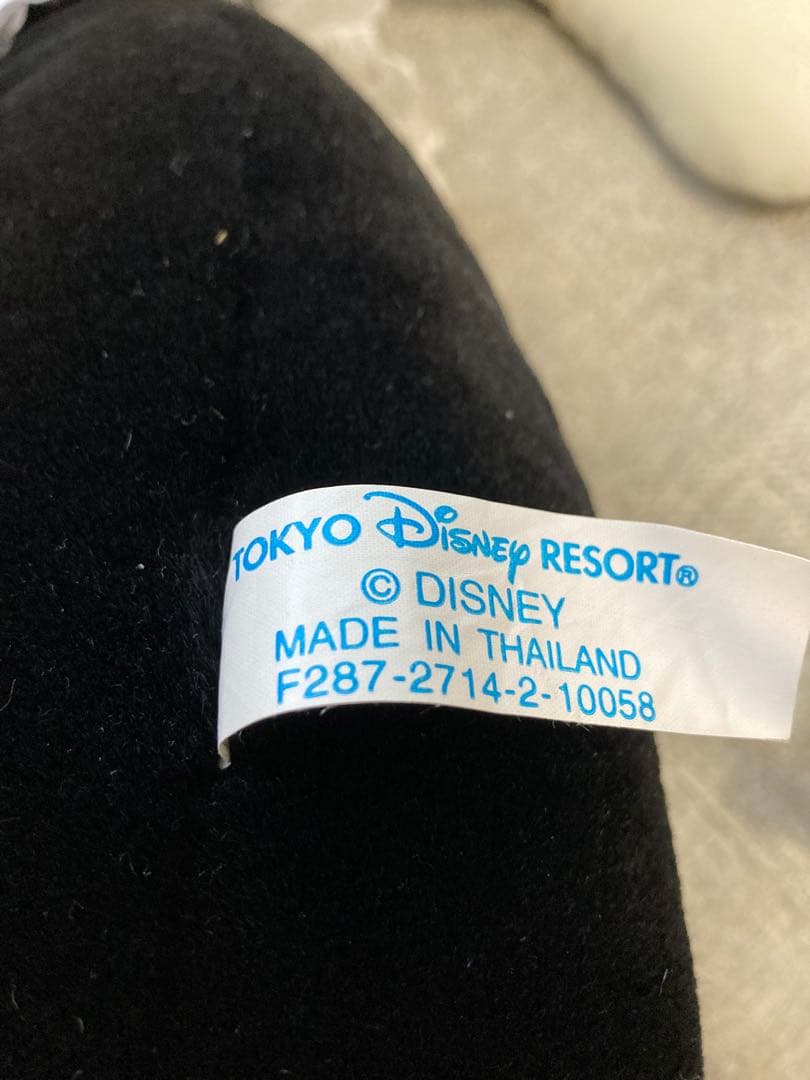 TOKYO Disney RESORT®
© DISNEY
MADE IN THAILAND
F287-2714-2-10058